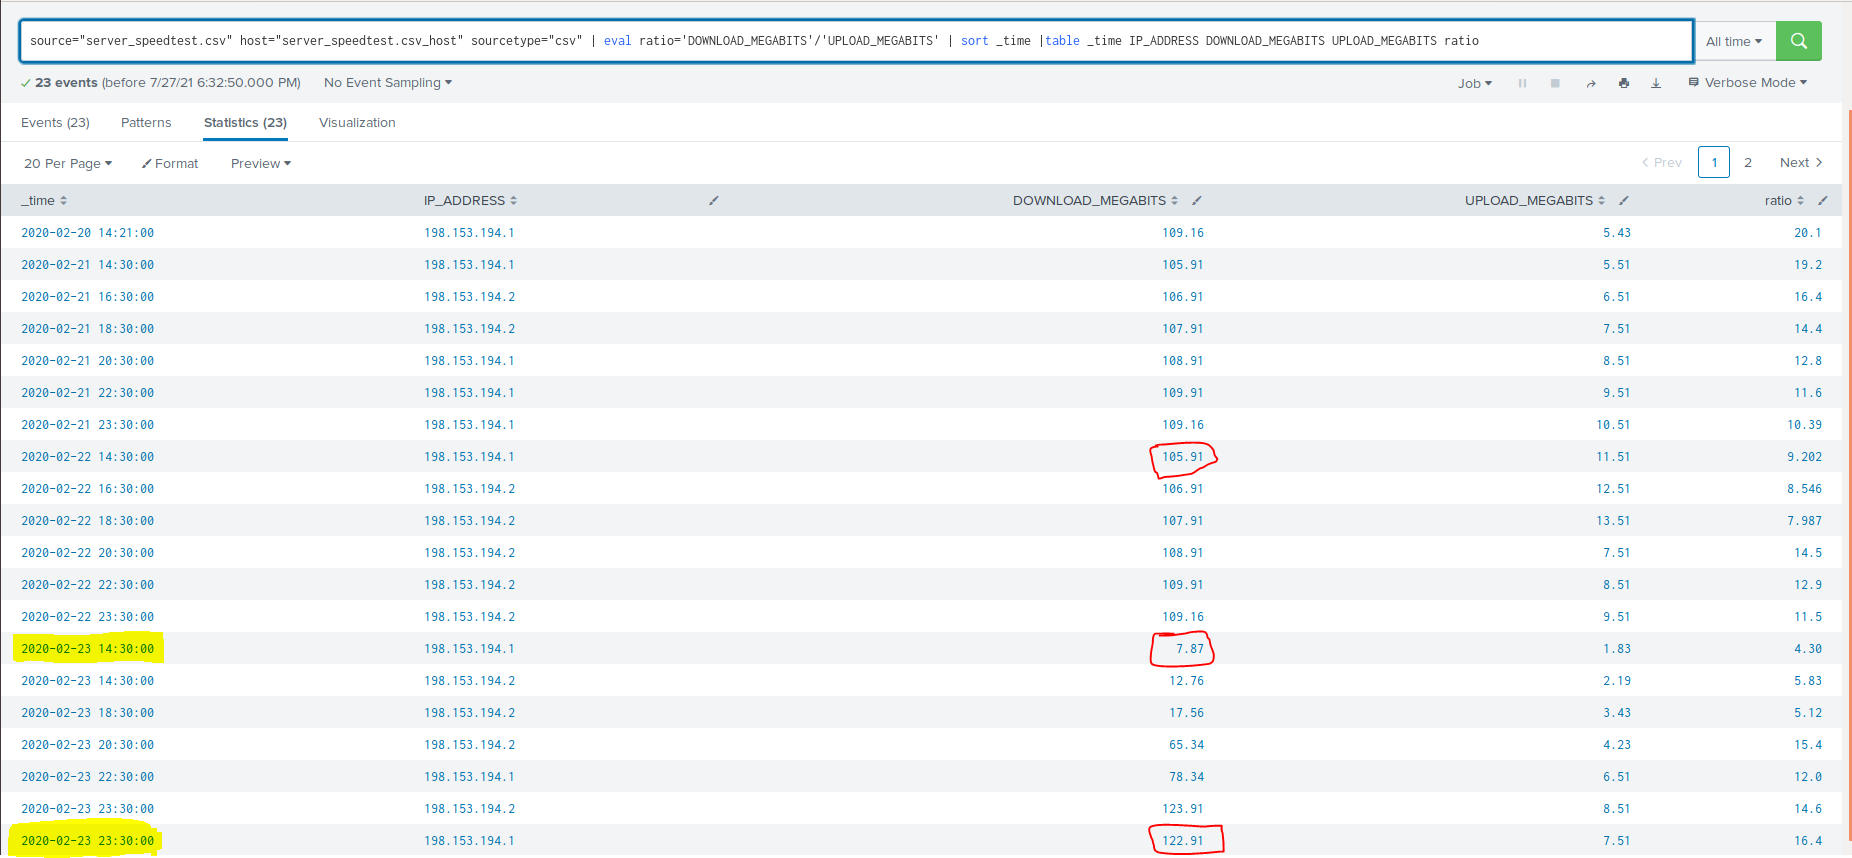 source="server_speedtest.csv" host="server_speedtest.csv_host" sourcetype="csv" | eval ratio='DOWNLOAD_MEGABITS'/'UPLOAD_MEGABITS' | sort _time |table _time IP_ADDRESS DOWNLOAD_MEGABITS UPLOAD_MEGABITS ratio All time
23 events (before 7/27/21 6:32:50.000 PM) No Event Sampling Job Verbose Mode
Events (23) Patterns Statistics (23) Visualization
20 Per Page Format Preview Prev 1 2 Next
_time IP_ADDRESS DOWNLOAD_MEGABITS UPLOAD_MEGABITS ratio
2020-02-20 14:21:00 198.153.194.1 109.16 5.43 20.1
2020-02-21 14:30:00 198.153.194.1 105.91 5.51 19.2
2020-02-21 16:30:00 198.153.194.2 106.91 6.51 16.4
2020-02-21 18:30:00 198.153.194.2 107.91 7.51 14.4
2020-02-21 20:30:00 198.153.194.1 108.91 8.51 12.8
2020-02-21 22:30:00 198.153.194.1 109.91 9.51 11.6
2020-02-21 23:30:00 198.153.194.1 109.16 10.51 10.39
2020-02-22 14:30:00 198.153.194.1 105.91 11.51 9.202
2020-02-22 16:30:00 198.153.194.2 106.91 12.51 8.546
2020-02-22 18:30:00 198.153.194.2 107.91 13.51 7.987
2020-02-22 20:30:00 198.153.194.2 108.91 7.51 14.5
2020-02-22 22:30:00 198.153.194.2 109.91 8.51 12.9
2020-02-22 23:30:00 198.153.194.2 109.16 9.51 11.5
2020-02-23 14:30:00 198.153.194.1 7.87 1.83 4.30
2020-02-23 14:30:00 198.153.194.2 12.76 2.19 5.83
2020-02-23 18:30:00 198.153.194.2 17.56 3.43 5.12
2020-02-23 20:30:00 198.153.194.2 65.34 4.23 15.4
2020-02-23 22:30:00 198.153.194.1 78.34 6.51 12.0
2020-02-23 23:30:00 198.153.194.2 123.91 8.51 14.6
2020-02-23 23:30:00 198.153.194.1 122.91 7.51 16.4